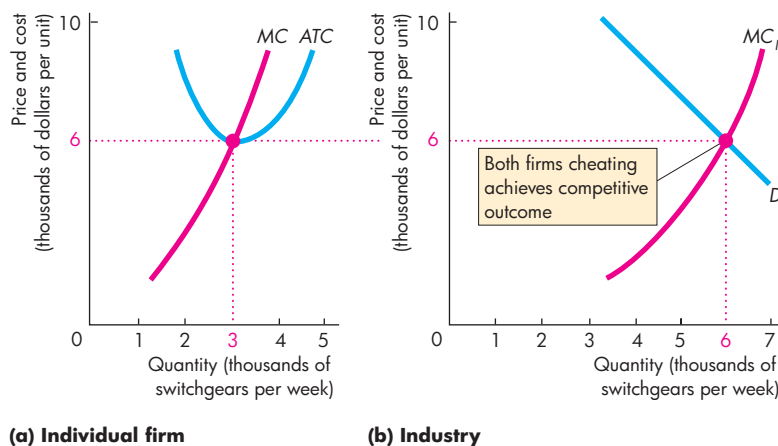 Price and cost
(thousands of dollars per unit)
10
6
0
MC
ATC
1
2
3
4
5
Quantity (thousands of
switchgears per week)
(a) Individual firm
Price and cost
(thousands of dollars per unit)
10
6
0
MC
D
Both firms cheating
achieves competitive
outcome
1
2
3
4
5
6
7
Quantity (thousands of
switchgears per week)
(b) Industry